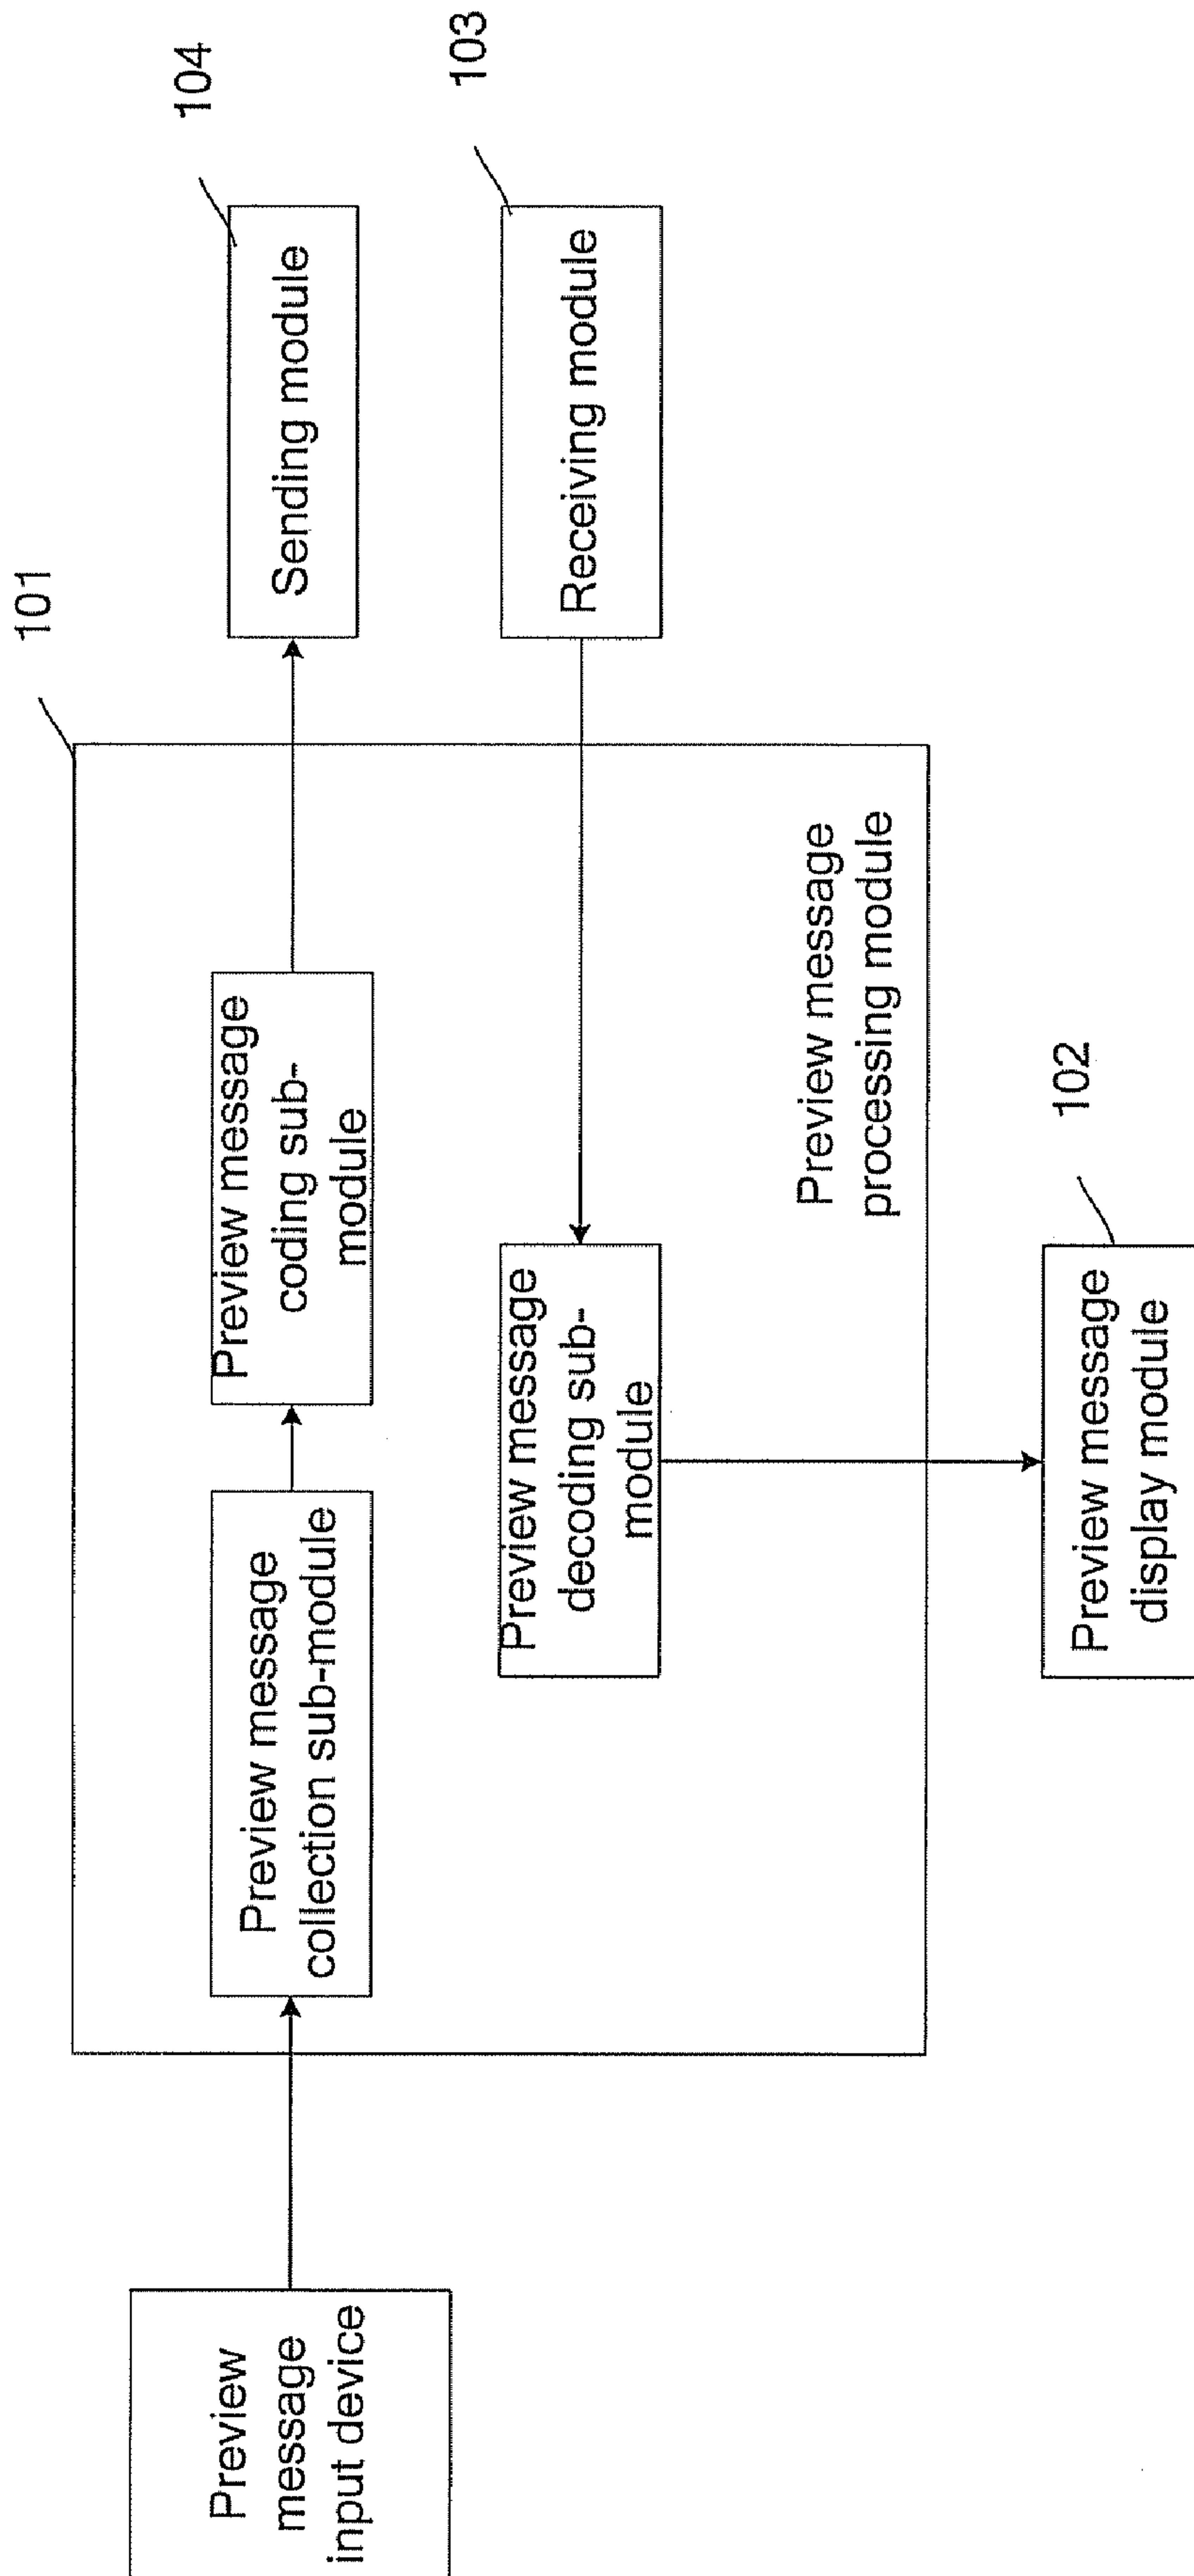 101
104
103
Preview
message
input device
Preview message
collection sub-module
Preview message
coding sub-
module
Sending module
Preview message
decoding sub-
module
Receiving module
Preview message
processing module
102
Preview message
display module